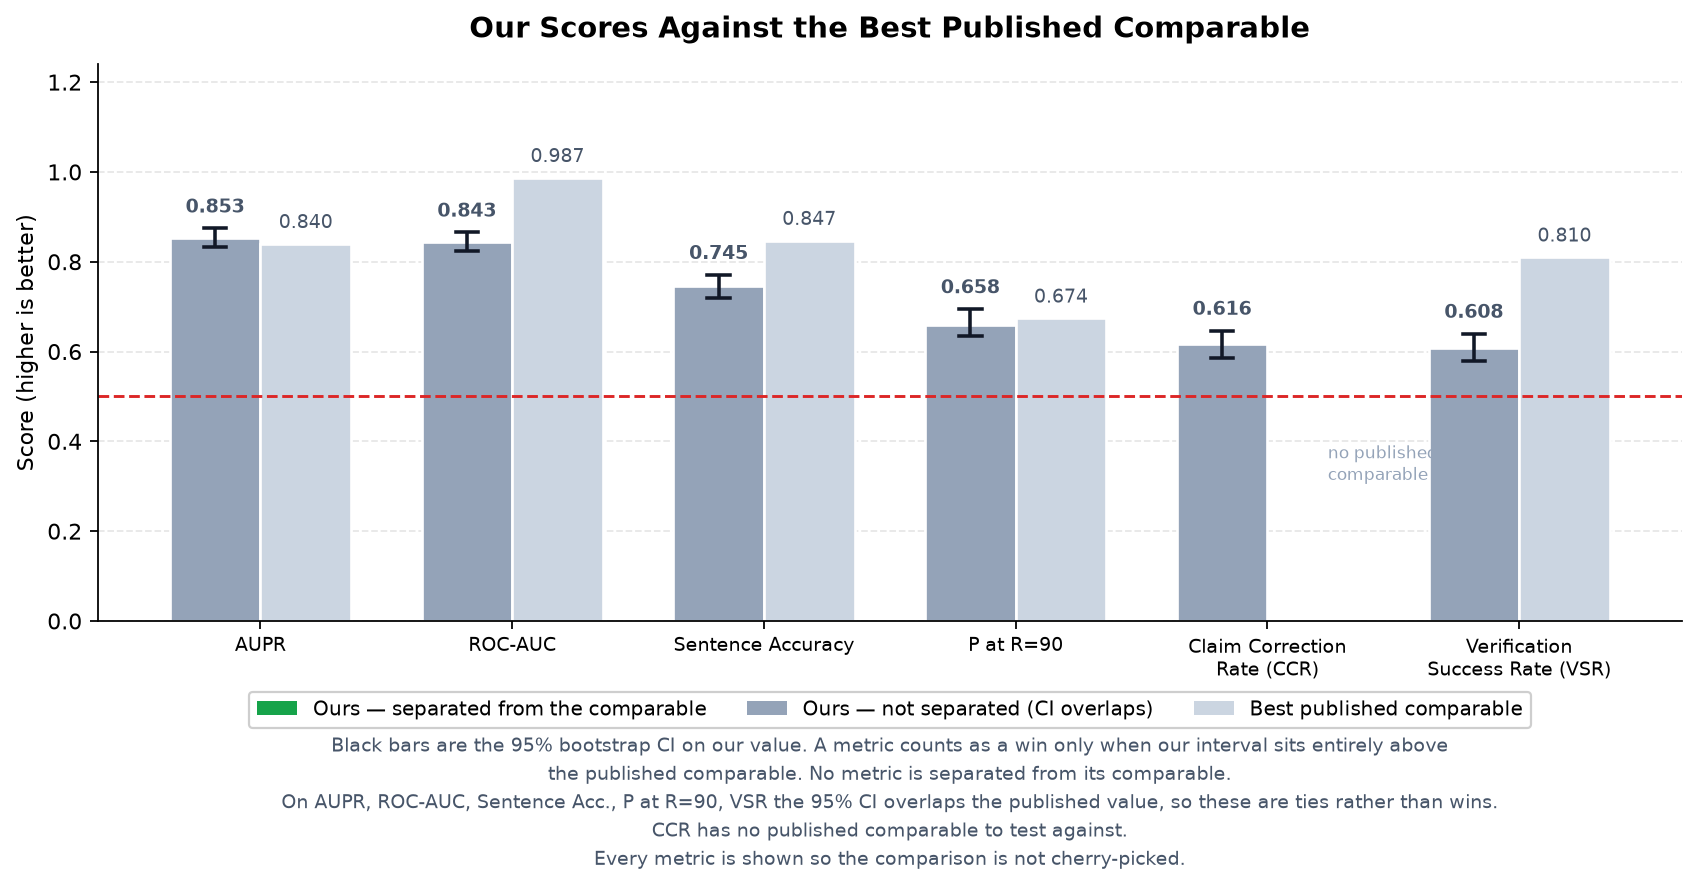 Our Scores Against the Best Published Comparable
Score (higher is better)
1.2
1.0
0.8
0.6
0.4
0.2
0.0
0.853
0.840
0.843
0.987
0.745
0.847
0.658
0.674
0.616
no published
comparable
0.608
0.810
AUPR
ROC-AUC
Sentence Accuracy
P at R=90
Claim Correction
Rate (CCR)
Verification
Success Rate (VSR)
Ours — separated from the comparable
Ours — not separated (CI overlaps)
Best published comparable
Black bars are the 95% bootstrap CI on our value. A metric counts as a win only when our interval sits entirely above
the published comparable. No metric is separated from its comparable.
On AUPR, ROC-AUC, Sentence Acc., P at R=90, VSR the 95% CI overlaps the published value, so these are ties rather than wins.
CCR has no published comparable to test against.
Every metric is shown so the comparison is not cherry-picked.